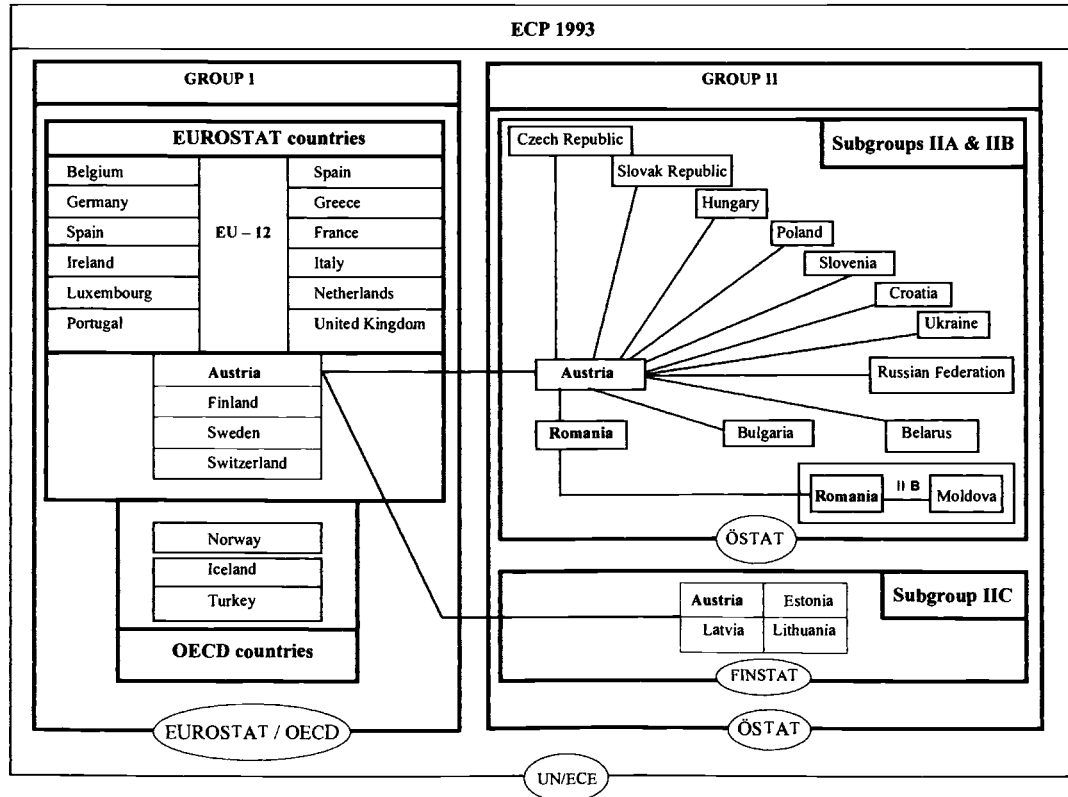 ECP 1993
GROUP 1
EUROSTAT countries
Belgium
Germany
Spain
Ireland
Luxembourg
Portugal
EU – 12
Spain
Greece
France
Italy
Netherlands
United Kingdom
Austria
Finland
Sweden
Switzerland
Norway
Iceland
Turkey
OECD countries
EUROSTAT / OECD
GROUP 11
Subgroups IIA & IIB
Czech Republic
Slovak Republic
Hungary
Poland
Slovenia
Croatia
Ukraine
Austria
Russian Federation
Romania
Bulgaria
Belarus
Romania
II B
Moldova
ÖSTAT
Subgroup IIC
Austria
Estonia
Latvia
Lithuania
FINSTAT
ÖSTAT
UN/ECE